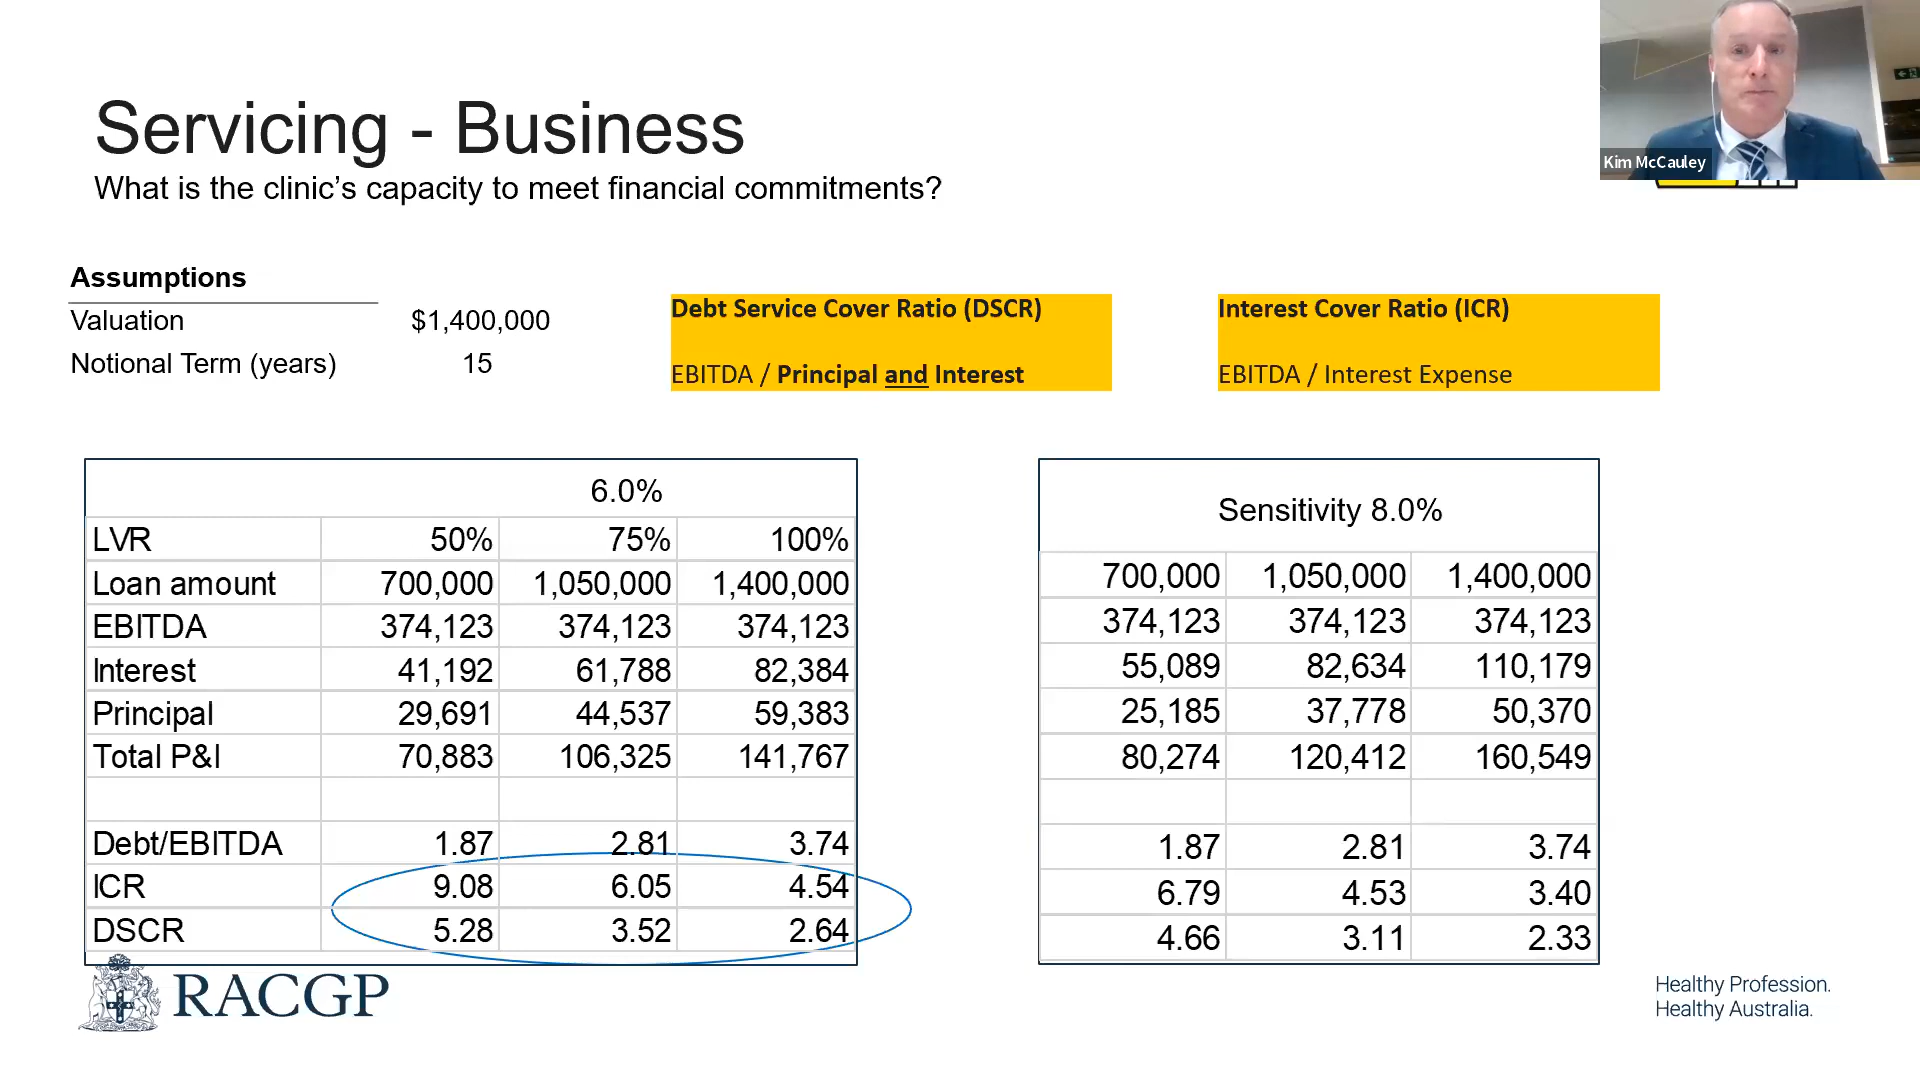 Servicing - Business
What is the clinic's capacity to meet financial commitments?
Kim McCauley
Assumptions
Valuation $1,400,000
Notional Term (years) 15
Debt Service Cover Ratio (DSCR)
EBITDA / Principal and Interest
Interest Cover Ratio (ICR)
EBITDA / Interest Expense
6.0%
LVR 50% 75% 100%
Loan amount 700,000 1,050,000 1,400,000
EBITDA 374,123 374,123 374,123
Interest 41,192 61,788 82,384
Principal 29,691 44,537 59,383
Total P&I 70,883 106,325 141,767
Debt/EBITDA 1.87 2.81 3.74
ICR 9.08 6.05 4.54
DSCR 5.28 3.52 2.64
Sensitivity 8.0%
700,000 1,050,000 1,400,000
374,123 374,123 374,123
55,089 82,634 110,179
25,185 37,778 50,370
80,274 120,412 160,549
1.87 2.81 3.74
6.79 4.53 3.40
4.66 3.11 2.33
RACGP
Healthy Profession.
Healthy Australia.